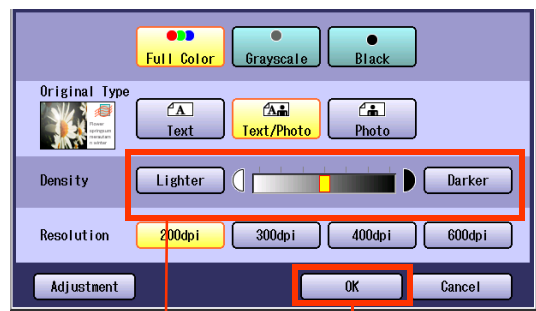 Full Color
Grayscale
Black
Original Type
A
A
Text
Text/Photo
Photo
Density
Lighter
Darker
Resolution
200dpi
300dpi
400dpi
600dpi
Adjustment
OK
Cancel